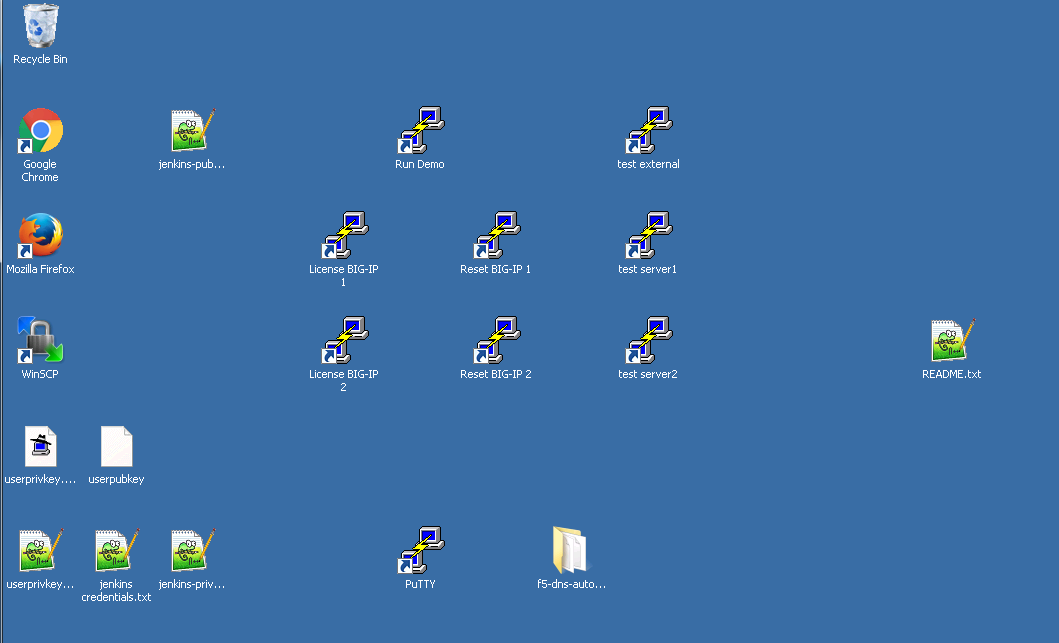 Recycle Bin
Google
Chrome
jenkins-pub...
Run Demo
test external
Mozilla Firefox
License BIG-IP
1
Reset BIG-IP 1
test server1
WinSCP
License BIG-IP
2
Reset BIG-IP 2
test server2
README.txt
userprivkey....
userpubkey
userprivkey...
jenkins
credentials.txt
jenkins-priv...
PuTTY
f5-dns-auto...